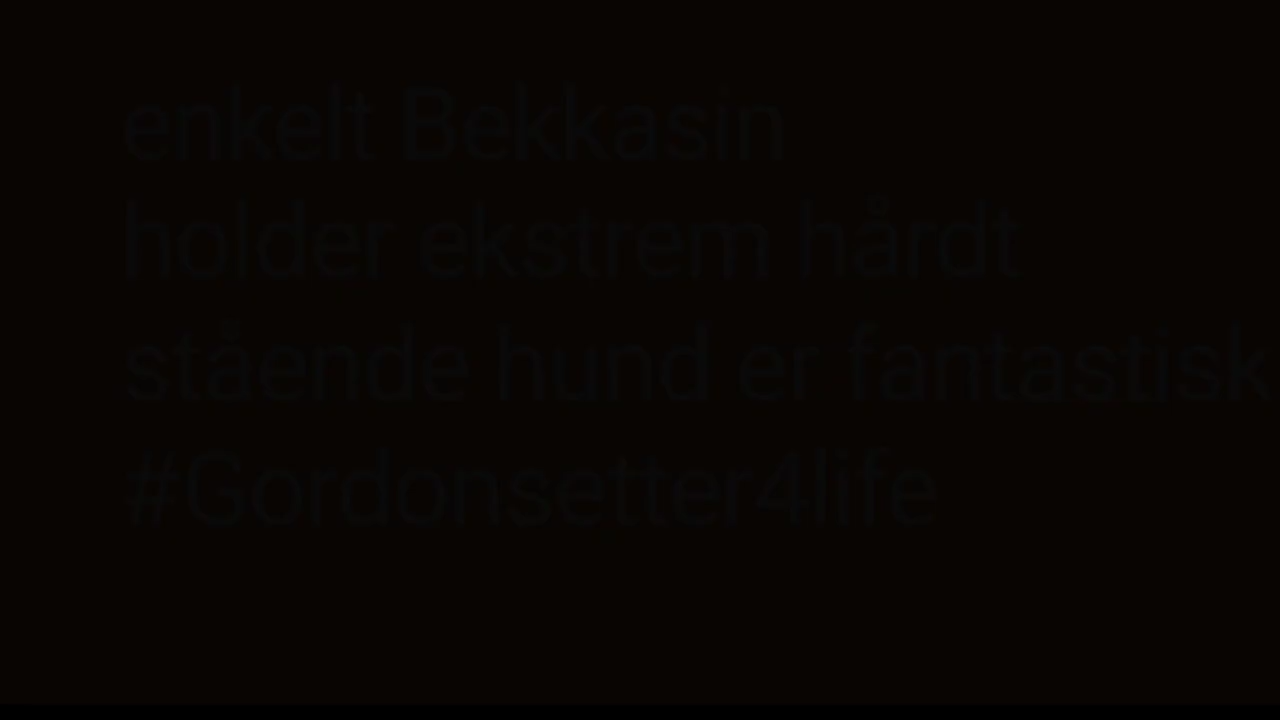 enkelt Bekkasin
holder ekstrem hårdt
stående hund er fantastisk
#Gordonsetter4life